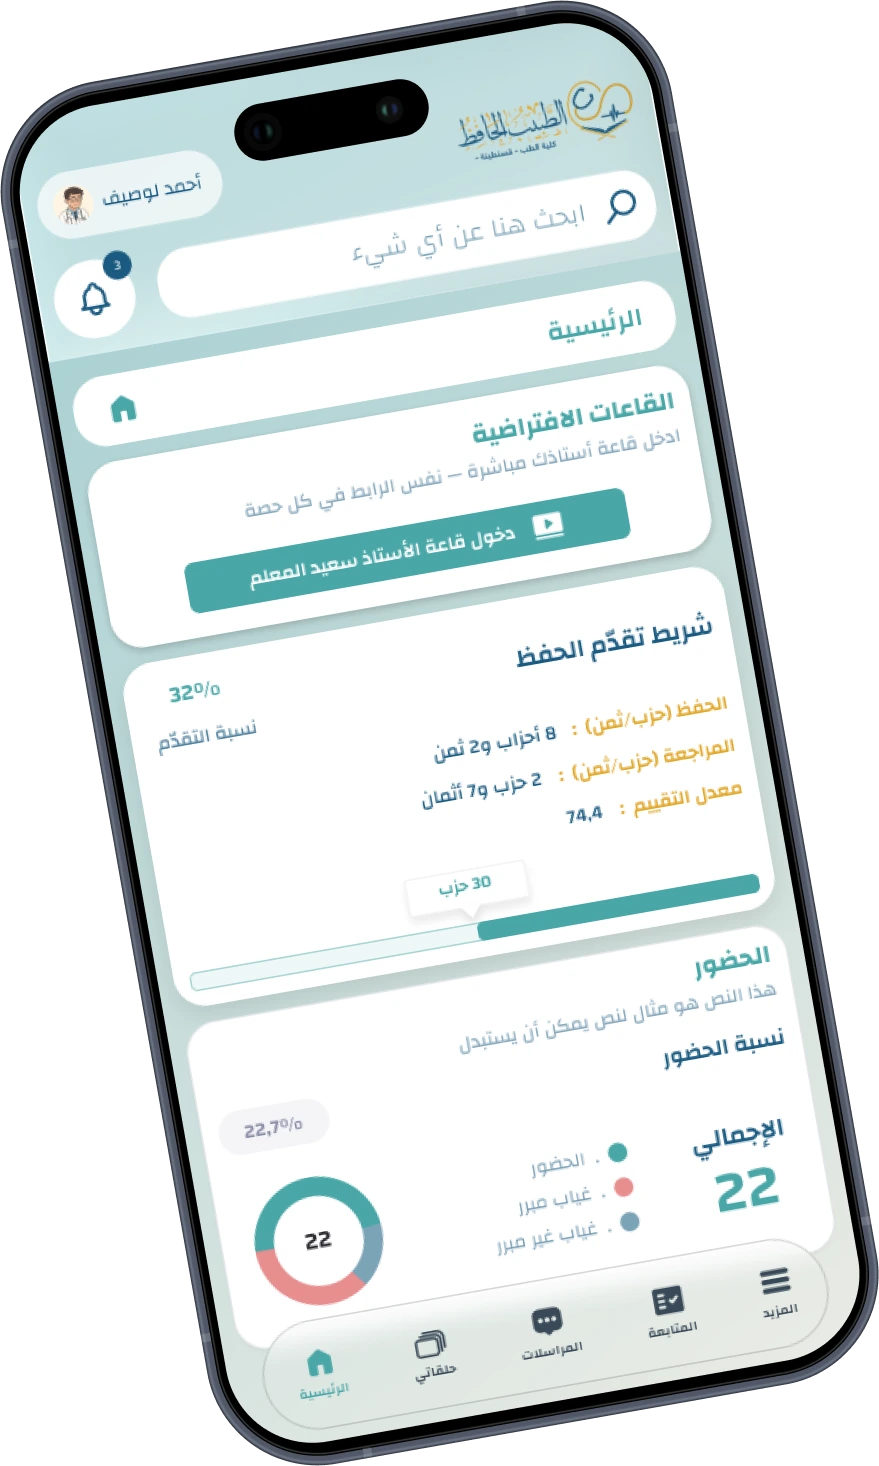 الطبيب الحافظ
كلية الطب - قسنطينة -
أحمد لوصيف
ابحث هنا عن أي شيء
3
الرئيسية
القاعات الافتراضية
ادخل قاعة أستاذك مباشرة — نفس الرابط في كل حصة
دخول قاعة الأستاذ سعيد المعلم
شريط تقدّم الحفظ
32%
نسبة التقدّم
الحفظ (حزب/ثمن) : 8 أحزاب و2 ثمن
المراجعة (حزب/ثمن) : 2 حزب و7 أثمان
معدل التقييم : 74,4
30 حزب
الحضور
هذا النص هو مثال لنص يمكن أن يستبدل
نسبة الحضور
22,7%
الإجمالي
22
الحضور
غياب مبرر
غياب غير مبرر
22
المزيد
المتابعة
المراسلات
حلقاتي
الرئيسية